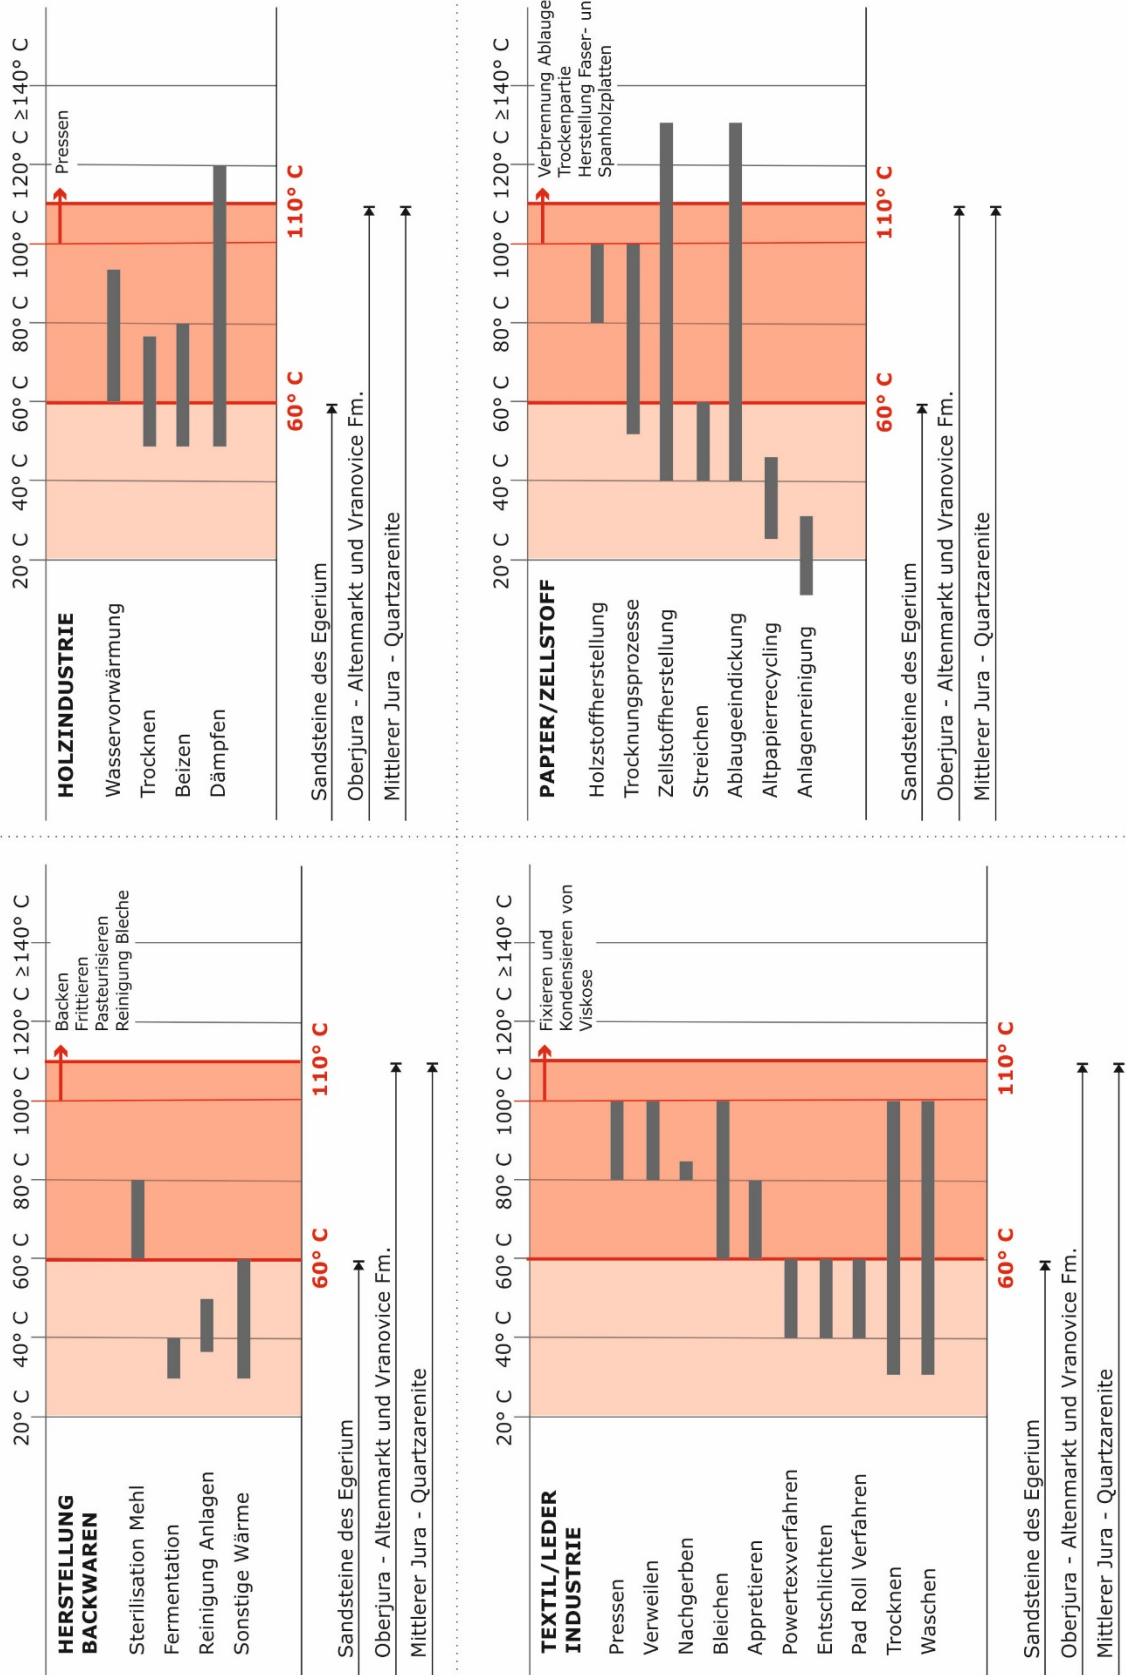 20° C 40° C 60° C 80° C 100° C 120° C ≥140° C
HERSTELLUNG
BACKWAREN
Backen
Frittieren
Pasteurisieren
Reinigung Bleche
Sterilisation Mehl
Fermentation
Reinigung Anlagen
Sonstige Wärme
60° C 110° C
Sandsteine des Egerium
Oberjura - Altenmarkt und Vranovice Fm.
Mittlerer Jura - Quartzarenite
20° C 40° C 60° C 80° C 100° C 120° C ≥140° C
HOLZINDUSTRIE
Pressen
Wasservorwärmung
Trocknen
Beizen
Dämpfen
60° C 110° C
Sandsteine des Egerium
Oberjura - Altenmarkt und Vranovice Fm.
Mittlerer Jura - Quartzarenite
20° C 40° C 60° C 80° C 100° C 120° C ≥140° C
TEXTIL/LEDER
INDUSTRIE
Fixieren und
Kondensieren von
Viskose
Pressen
Verweilen
Nachgerben
Bleichen
Appretieren
Powertexverfahren
Entschlichten
Pad Roll Verfahren
Trocknen
Waschen
60° C 110° C
Sandsteine des Egerium
Oberjura - Altenmarkt und Vranovice Fm.
Mittlerer Jura - Quartzarenite
20° C 40° C 60° C 80° C 100° C 120° C ≥140° C
PAPIER/ZELLSTOFF
Verbrennung Ablauge
Trockenpartie
Herstellung Faser- un
Spanholzplatten
Holzstoffherstellung
Trocknungsprozesse
Zellstoffherstellung
Streichen
Ablaugeeindickung
Altpapierrecycling
Anlagenreinigung
60° C 110° C
Sandsteine des Egerium
Oberjura - Altenmarkt und Vranovice Fm.
Mittlerer Jura - Quartzarenite